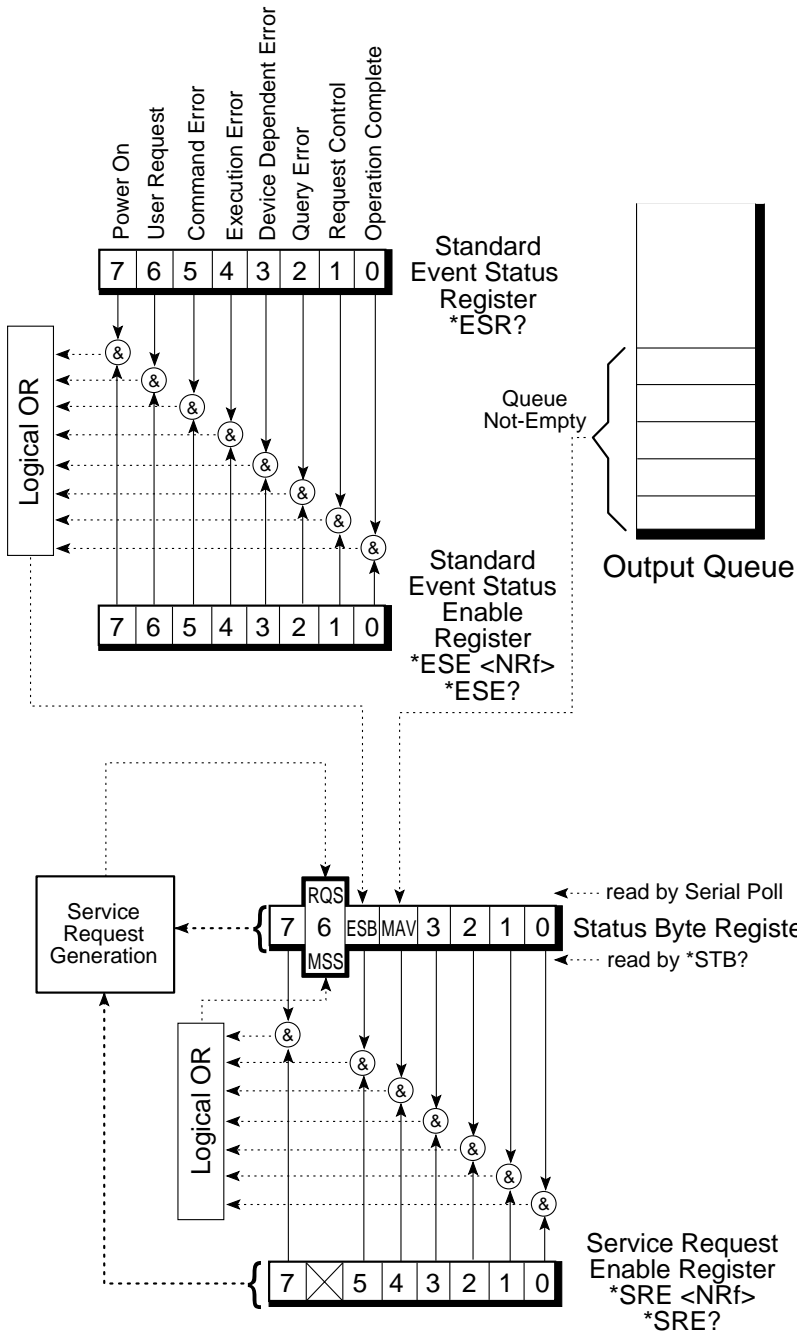 Power On
User Request
Command Error
Execution Error
Device Dependent Error
Query Error
Request Control
Operation Complete
7 6 5 4 3 2 1 0
Standard
Event Status
Register
*ESR?
Logical OR
& & & & & & & &
Queue
Not-Empty
Output Queue
Standard
Event Status
Enable
Register
*ESE <NRf>
*ESE?
7 6 5 4 3 2 1 0
Service
Request
Generation
RQS
7 6 ESB MAV 3 2 1 0
MSS
read by Serial Poll
Status Byte Registe
read by *STB?
Logical OR
& & & & & & &
7 5 4 3 2 1 0
Service Request
Enable Register
*SRE <NRf>
*SRE?